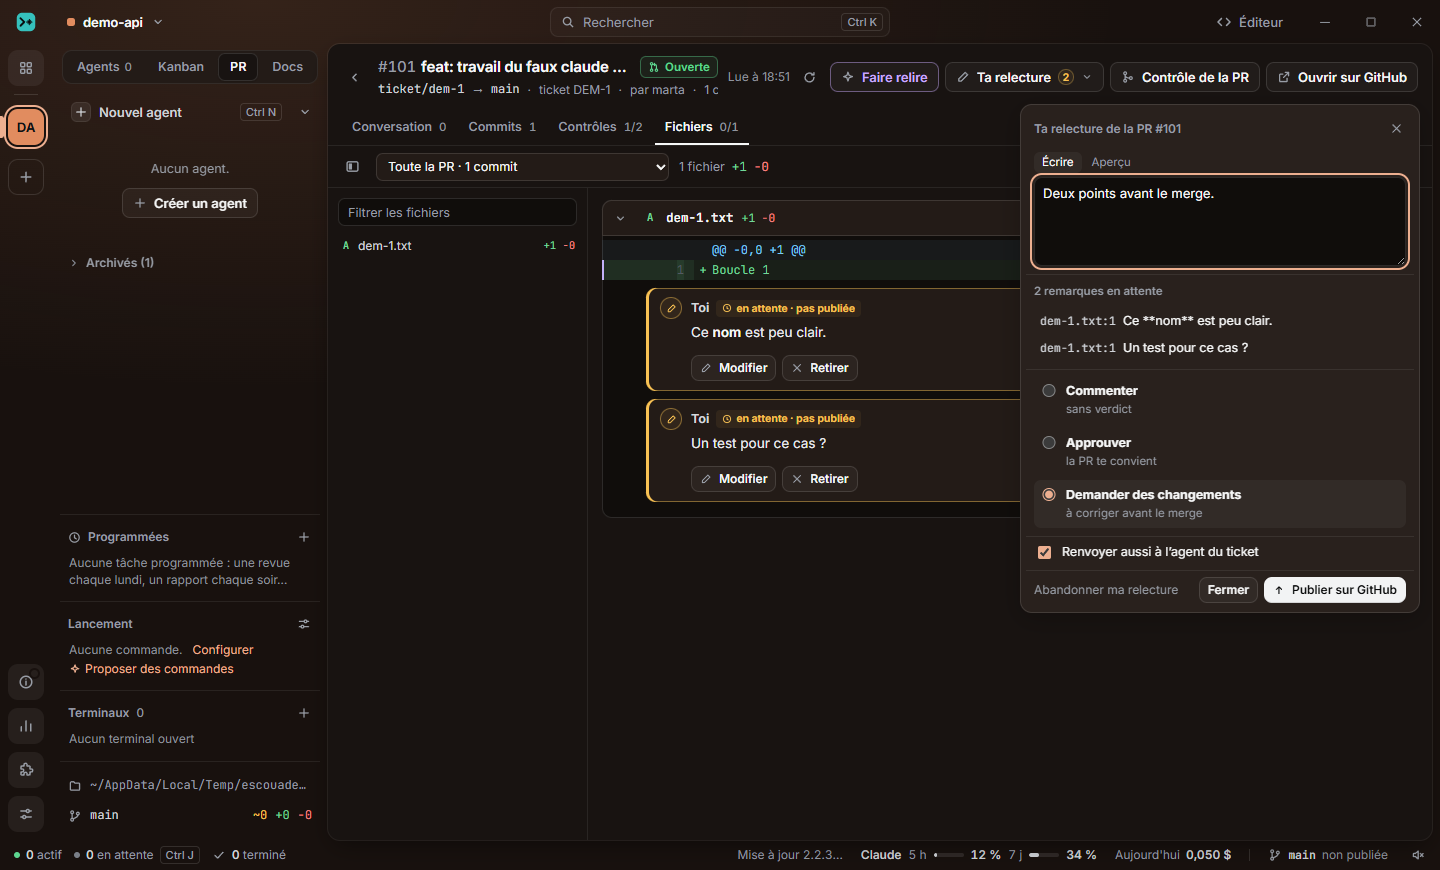 demo-api
Rechercher
Ctrl K
Éditeur
Agents 0
Kanban
PR
Docs
DA
Nouvel agent
Ctrl N
Aucun agent.
Créer un agent
Archivés (1)
Programmées
Aucune tâche programmée : une revue
chaque lundi, un rapport chaque soir...
Lancement
Aucune commande. Configurer
Proposer des commandes
Terminaux 0
Aucun terminal ouvert
~/AppData/Local/Temp/escouade...
main
~0 +0 -0
#101 feat: travail du faux claude ...
Ouverte
ticket/dem-1 → main · ticket DEM-1 · par marta · 1 c
Lue à 18:51
Faire relire
Ta relecture 2
Contrôle de la PR
Ouvrir sur GitHub
Conversation 0
Commits 1
Contrôles 1/2
Fichiers 0/1
Toute la PR · 1 commit
1 fichier +1 -0
Filtrer les fichiers
A dem-1.txt +1 -0
A dem-1.txt +1 -0
@@ -0,0 +1 @@
1 + Boucle 1
Toi en attente · pas publiée
Ce nom est peu clair.
Modifier
Retirer
Toi en attente · pas publiée
Un test pour ce cas ?
Modifier
Retirer
Ta relecture de la PR #101
Écrire
Aperçu
Deux points avant le merge.
2 remarques en attente
dem-1.txt:1 Ce **nom** est peu clair.
dem-1.txt:1 Un test pour ce cas ?
Commenter
sans verdict
Approuver
la PR te convient
Demander des changements
à corriger avant le merge
Renvoyer aussi à l'agent du ticket
Abandonner ma relecture
Fermer
Publier sur GitHub
0 actif
0 en attente
Ctrl J
0 terminé
Mise à jour 2.2.3...
Claude 5 h 12 % 7 j 34 %
Aujourd'hui 0,050 $
main non publiée